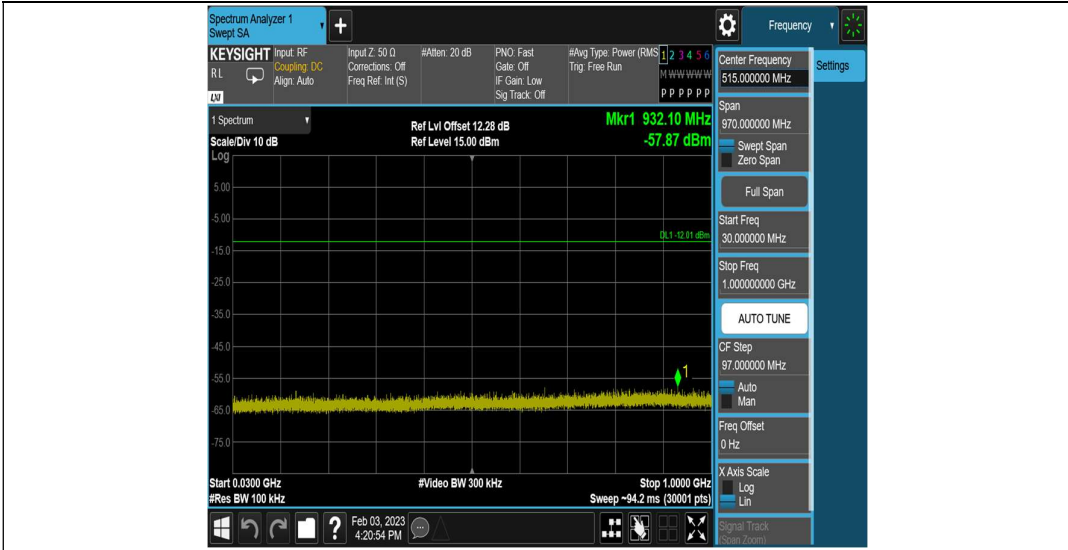 Spectrum Analyzer 1
Swept SA
Frequency
KEYSIGHT
RL
LXI
Input: RF
Coupling: DC
Align: Auto
Input Z: 50 Ω
Corrections: Off
Freq Ref: Int (S)
#Atten: 20 dB
PNO: Fast
Gate: Off
IF Gain: Low
Sig Track: Off
#Avg Type: Power (RMS
Trig: Free Run
1 2 3 4 5 6
M W W W W W
P P P P P P
1 Spectrum
Scale/Div 10 dB
Ref Lvl Offset 12.28 dB
Ref Level 15.00 dBm
Mkr1 932.10 MHz
-57.87 dBm
Log
5.00
-5.00
DL1 -12.01 dBm
-15.0
-25.0
-35.0
-45.0
-55.0
1
-65.0
-75.0
Start 0.0300 GHz
#Res BW 100 kHz
#Video BW 300 kHz
Stop 1.0000 GHz
Sweep ~94.2 ms (30001 pts)
Feb 03, 2023
4:20:54 PM
Center Frequency
515.000000 MHz
Settings
Span
970.000000 MHz
Swept Span
Zero Span
Full Span
Start Freq
30.000000 MHz
Stop Freq
1.000000000 GHz
AUTO TUNE
CF Step
97.000000 MHz
Auto
Man
Freq Offset
0 Hz
X Axis Scale
Log
Lin
Signal Track
(Span Zoom)